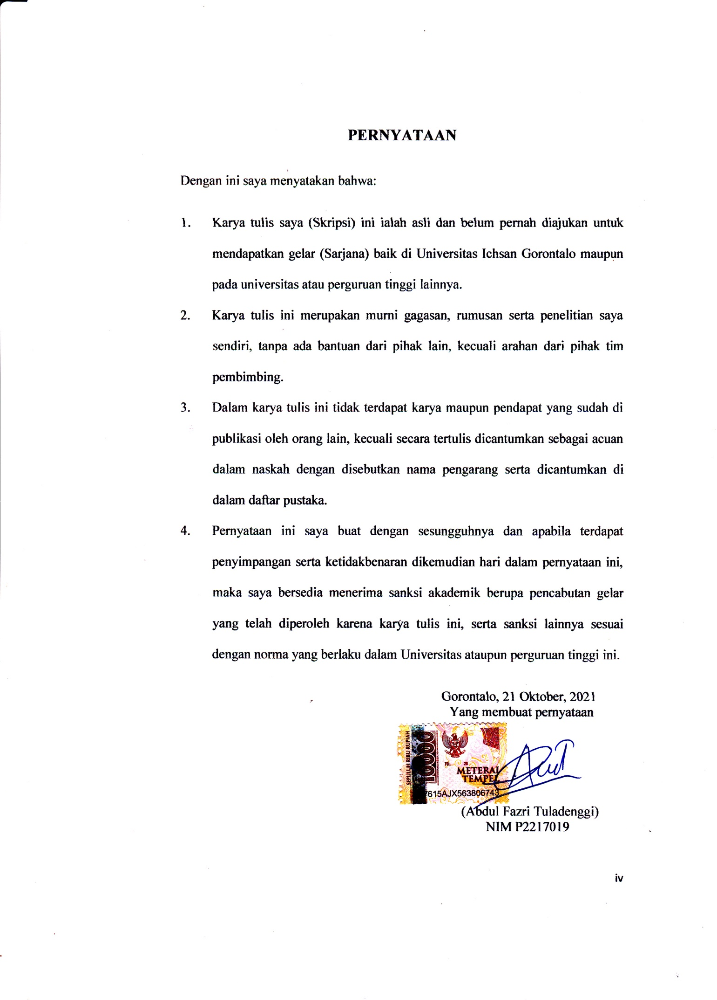 PERNYATAAN
Dengan ini saya menyatakan bahwa:
1. Karya tulis saya (Skripsi) ini ialah asli dan belum pernah diajukan untuk
mendapatkan gelar (Sarjana) baik di Universitas Ichsan Gorontalo maupun
pada universitas atau perguruan tinggi lainnya.
2. Karya tulis ini merupakan murni gagasan, rumusan serta penelitian saya
sendiri, tanpa ada bantuan dari pihak lain, kecuali arahan dari pihak tim
pembimbing.
3. Dalam karya tulis ini tidak terdapat karya maupun pendapat yang sudah di
publikasi oleh orang lain, kecuali secara tertulis dicantumkan sebagai acuan
dalam naskah dengan disebutkan nama pengarang serta dicantumkan di
dalam daftar pustaka.
4. Pernyataan ini saya buat dengan sesungguhnya dan apabila terdapat
penyimpangan serta ketidakbenaran dikemudian hari dalam pernyataan ini,
maka saya bersedia menerima sanksi akademik berupa pencabutan gelar
yang telah diperoleh karena karya tulis ini, serta sanksi lainnya sesuai
dengan norma yang berlaku dalam Universitas ataupun perguruan tinggi ini.
Gorontalo, 21 Oktober, 2021
Yang membuat pernyataan
SEPULUH RIBU RUPIAH
10000
TGL. 20
METERAI
TEMPEL
7615AJX563806743
(Abdul Fazri Tuladenggi)
NIM P2217019
iv